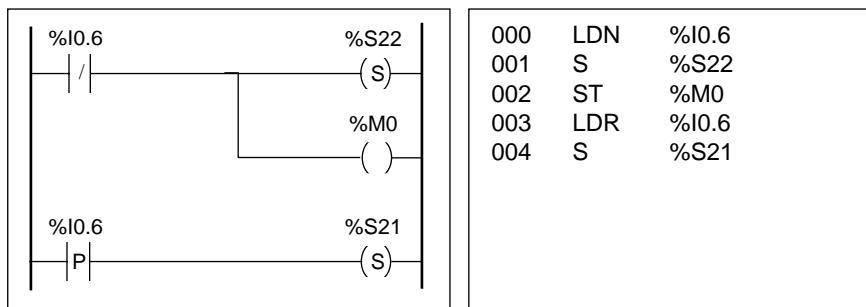 %I0.6 %S22
/ (S)
%M0
( )
%I0.6 %S21
P (S)
000 LDN %I0.6
001 S %S22
002 ST %M0
003 LDR %I0.6
004 S %S21